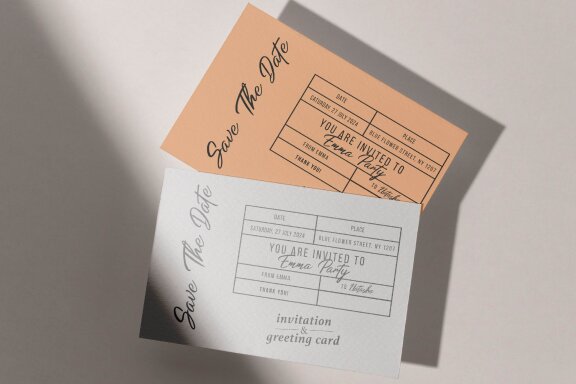 Save The Date
DATE
PLACE
SATURDAY, 27 JULY 2024
BLUE FLOWER STREET, NY 1207
YOU ARE INVITED TO
Emma Party
FROM EMMA
TO Natasha
THANK YOU!
Save The Date
DATE
PLACE
SATURDAY, 27 JULY 2024
BLUE FLOWER STREET, NY 1207
YOU ARE INVITED TO
Emma Party
FROM EMMA
TO Natasha
THANK YOU!
invitation
&
greeting card